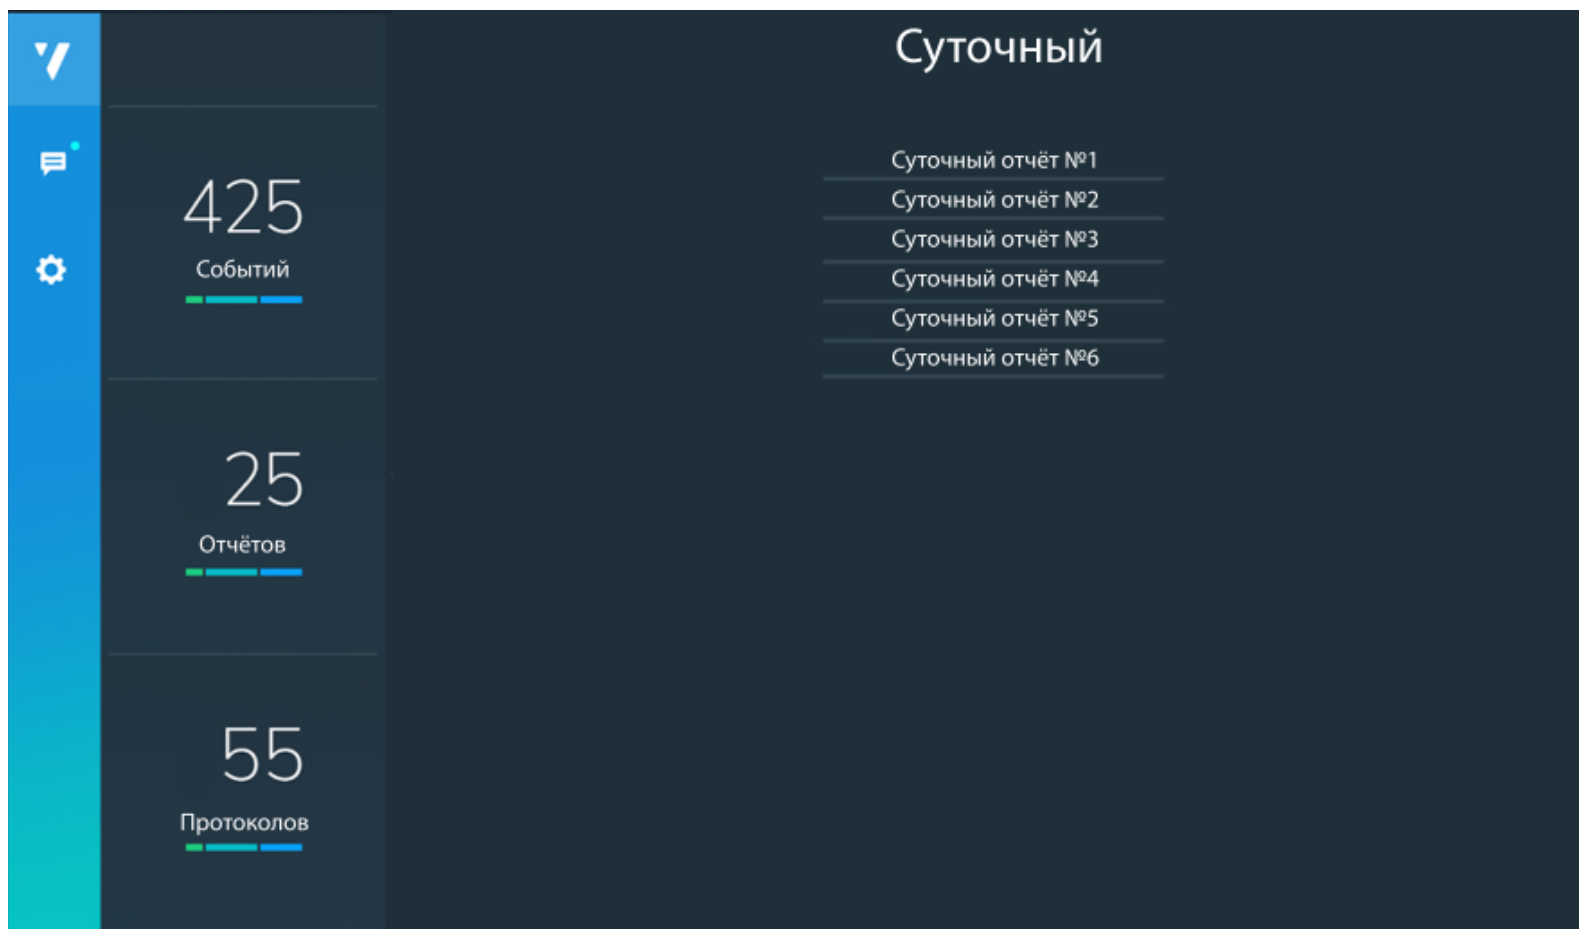 Суточный
425
Событий
25
Отчётов
55
Протоколов
Суточный отчёт №1
Суточный отчёт №2
Суточный отчёт №3
Суточный отчёт №4
Суточный отчёт №5
Суточный отчёт №6